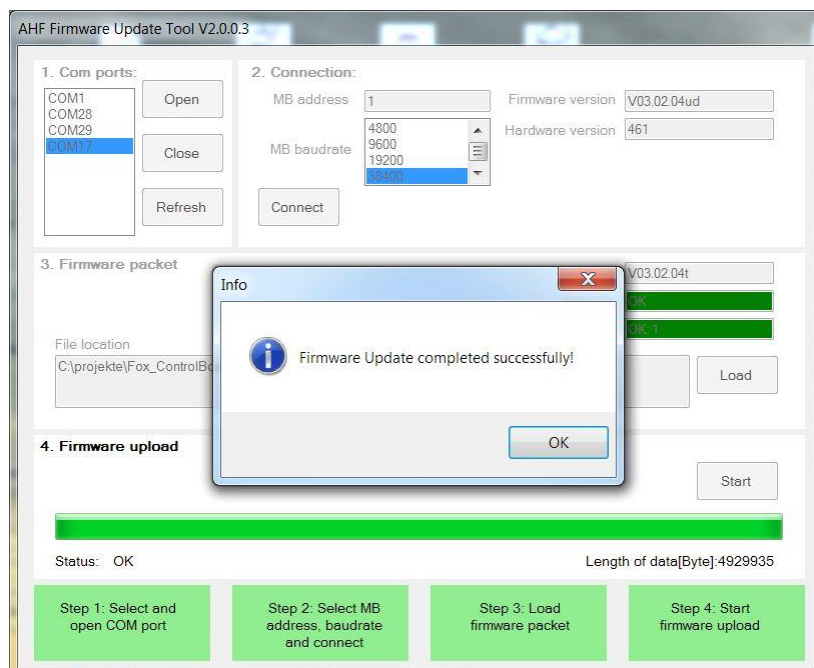 AHF Firmware Update Tool V2.0.0.3
1. Com ports:
COM1
COM28
COM29
COM17
Open
Close
Refresh
2. Connection:
MB address
1
MB baudrate
4800
9600
19200
38400
Connect
Firmware version
V03.02.04ud
Hardware version
461
3. Firmware packet
V03.02.04t
OK
OK: 1
File location
C:\projekte\Fox_ControlBo
Load
Info
Firmware Update completed successfully!
OK
4. Firmware upload
Start
Status: OK
Length of data[Byte]:4929935
Step 1: Select and
open COM port
Step 2: Select MB
address, baudrate
and connect
Step 3: Load
firmware packet
Step 4: Start
firmware upload